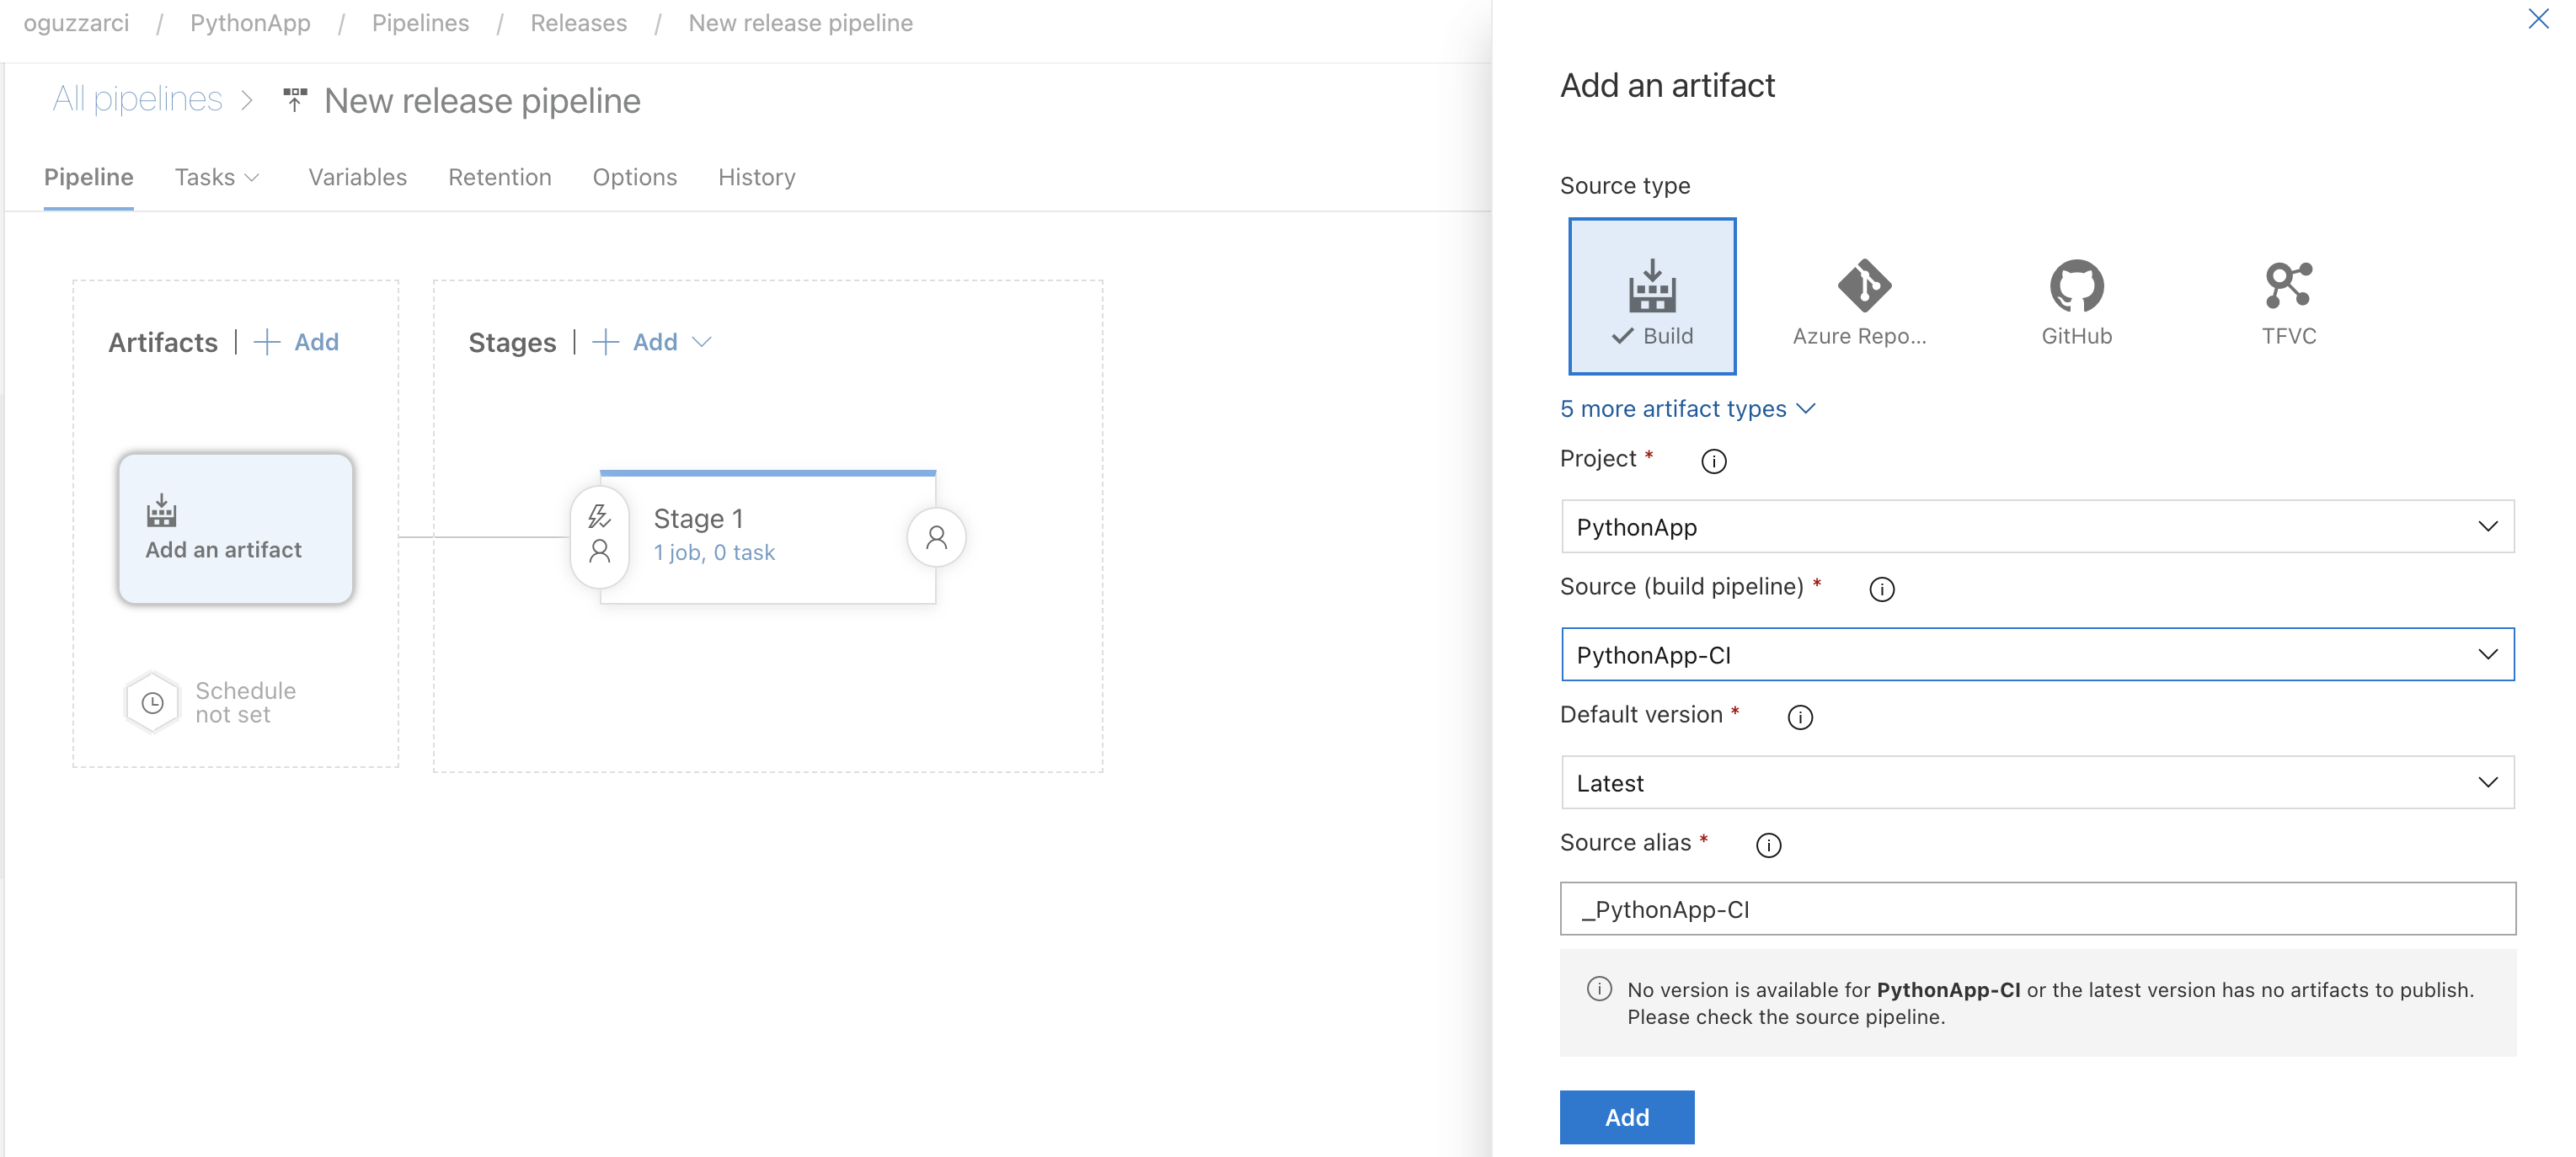 oguzzarci / PythonApp / Pipelines / Releases / New release pipeline
All pipelines > New release pipeline
Pipeline Tasks Variables Retention Options History
Artifacts | + Add
Stages | + Add
Add an artifact
Schedule
not set
Stage 1
1 job, 0 task
Add an artifact
Source type
Build
Azure Repo...
GitHub
TFVC
5 more artifact types
Project *
PythonApp
Source (build pipeline) *
PythonApp-CI
Default version *
Latest
Source alias *
_PythonApp-CI
No version is available for PythonApp-CI or the latest version has no artifacts to publish.
Please check the source pipeline.
Add